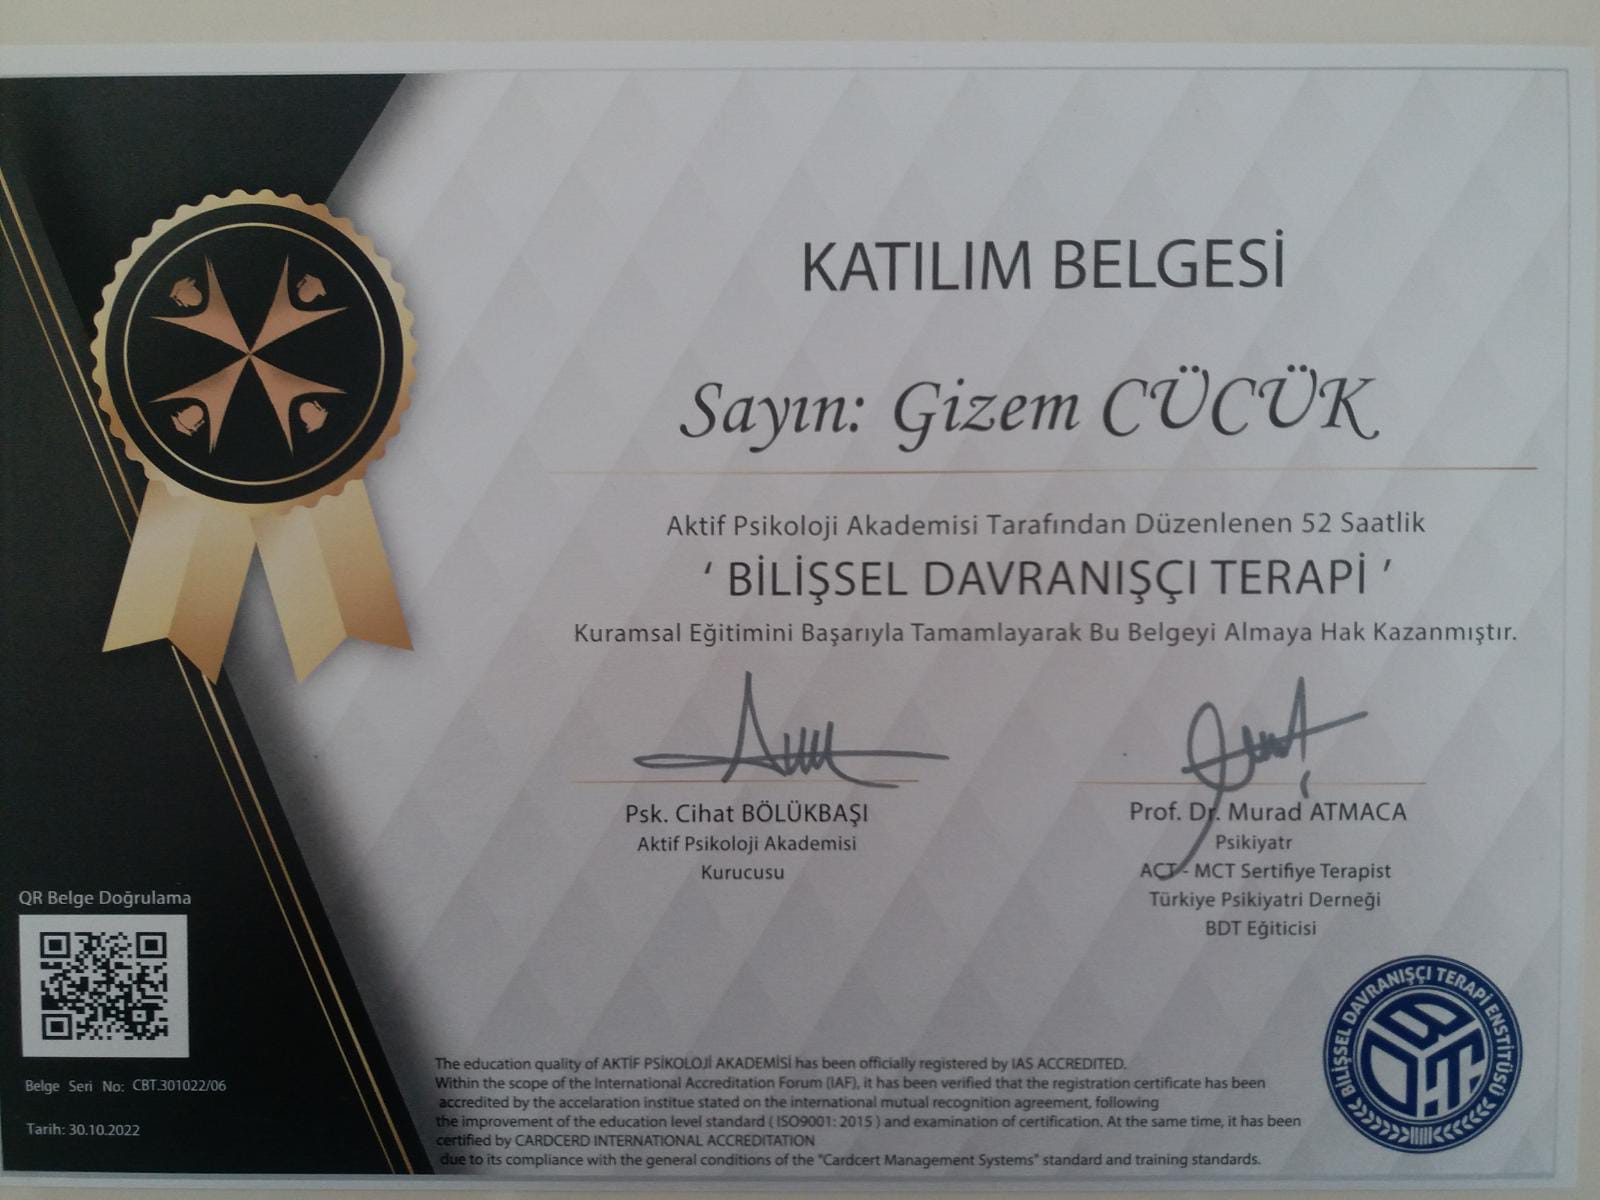 KATILIM BELGESİ
Sayın: Gizem CÜCÜK
Aktif Psikoloji Akademisi Tarafından Düzenlenen 52 Saatlik
‘ BİLİŞSEL DAVRANIŞÇI TERAPİ ’
Kuramsal Eğitimini Başarıyla Tamamlayarak Bu Belgeyi Almaya Hak Kazanmıştır.
Psk. Cihat BÖLÜKBAŞI
Aktif Psikoloji Akademisi
Kurucusu
Prof. Dr. Murad ATMACA
Psikiyatr
ACT - MCT Sertifiye Terapist
Türkiye Psikiyatri Derneği
BDT Eğiticisi
QR Belge Doğrulama
Belge Seri No: CBT.301022/06
Tarih: 30.10.2022
The education quality of AKTİF PSİKOLOJİ AKADEMİSİ has been officially registered by IAS ACCREDITED.
Within the scope of the International Accreditation Forum (IAF), it has been verified that the registration certificate has been
accredited by the accelaration institue stated on the international mutual recognition agreement, following
the improvement of the education level standard ( ISO9001: 2015 ) and examination of certification. At the same time, it has been
certified by CARDCERD INTERNATIONAL ACCREDITATION
due to its compliance with the general conditions of the "Cardcert Management Systems" standard and training standards.
BİLİŞSEL DAVRANIŞÇI TERAPİ ENSTİTÜSÜ
BDT